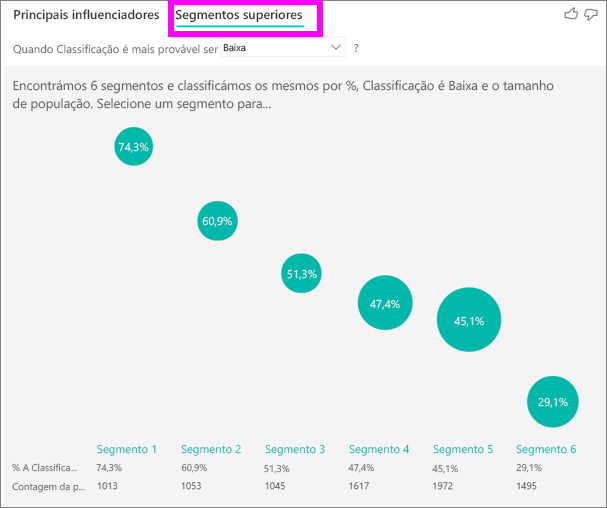 Principais influenciadores Segmentos superiores
Quando Classificação é mais provável ser Baixa ?
Encontrámos 6 segmentos e classificámos os mesmos por %, Classificação é Baixa e o tamanho
de população. Selecione um segmento para...
74,3%
60,9%
51,3%
47,4%
45,1%
29,1%
Segmento 1 Segmento 2 Segmento 3 Segmento 4 Segmento 5 Segmento 6
% A Classifica... 74,3% 60,9% 51,3% 47,4% 45,1% 29,1%
Contagem da p... 1013 1053 1045 1617 1972 1495